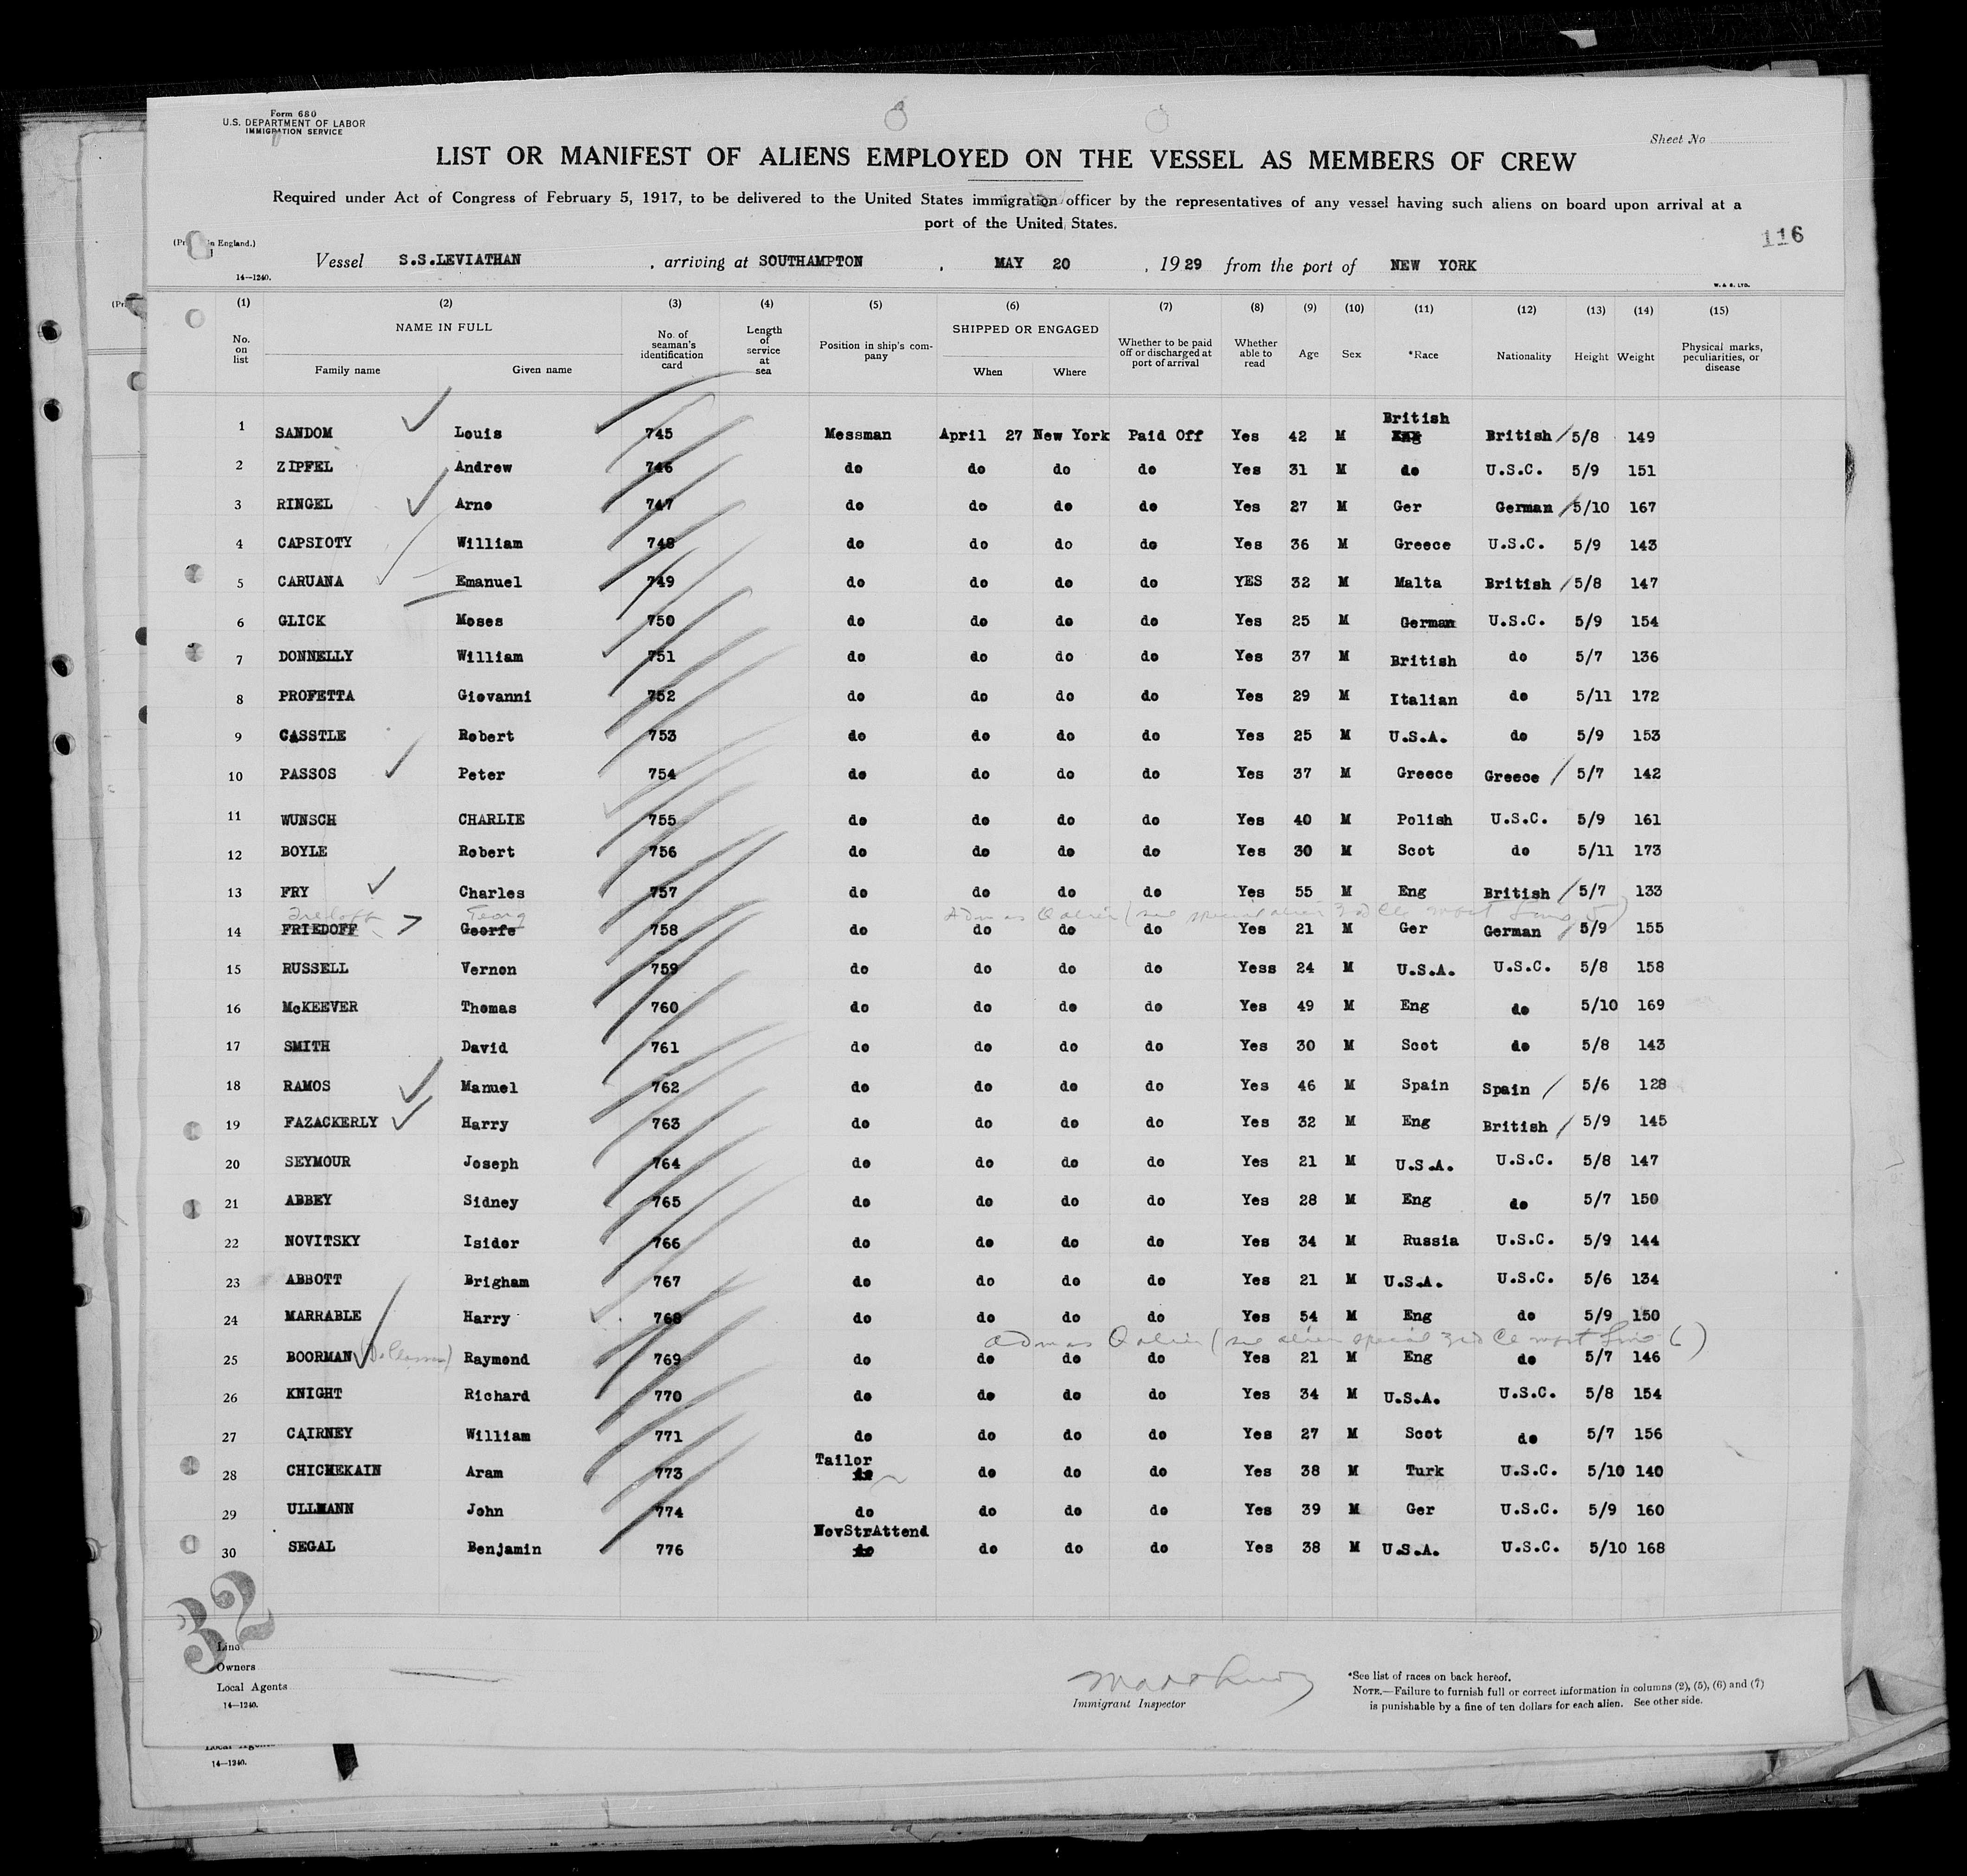 Form 680
U.S. DEPARTMENT OF LABOR
IMMIGRATION SERVICE
Sheet No
LIST OR MANIFEST OF ALIENS EMPLOYED ON THE VESSEL AS MEMBERS OF CREW
Required under Act of Congress of February 5, 1917, to be delivered to the United States immigration officer by the representatives of any vessel having such aliens on board upon arrival at a
port of the United States.
116
in England.)
14—1240.
Vessel S.S.LEVIATHAN , arriving at SOUTHAMPTON , MAY 20 , 1929 from the port of NEW YORK
W. & S. LTD.
(1) (2) (3) (4) (5) (6) (7) (8) (9) (10) (11) (12) (13) (14) (15)
No. on list NAME IN FULL Family name Given name No. of seaman's identification card Length of service at sea Position in ship's company SHIPPED OR ENGAGED When Where Whether to be paid off or discharged at port of arrival Whether able to read Age Sex *Race Nationality Height Weight Physical marks, peculiarities, or disease
British
1 SANDOM Louis 745 Messman April 27 New York Paid Off Yes 42 M Eng British 5/8 149
2 ZIPFEL Andrew 746 do do do do Yes 31 M do U.S.C. 5/9 151
3 RINGEL Arno 747 do do do do Yes 27 M Ger German 5/10 167
4 CAPSIOTY William 748 do do do do Yes 36 M Greece U.S.C. 5/9 143
5 CARUANA Emanuel 749 do do do do YES 32 M Malta British 5/8 147
6 GLICK Moses 750 do do do do Yes 25 M German U.S.C. 5/9 154
7 DONNELLY William 751 do do do do Yes 37 M British do 5/7 136
8 PROFETTA Giovanni 752 do do do do Yes 29 M Italian do 5/11 172
9 CASSTLE Robert 753 do do do do Yes 25 M U.S.A. do 5/9 153
10 PASSOS Peter 754 do do do do Yes 37 M Greece Greece 5/7 142
11 WUNSCH CHARLIE 755 do do do do Yes 40 M Polish U.S.C. 5/9 161
12 BOYLE Robert 756 do do do do Yes 30 M Scot do 5/11 173
13 FRY Charles 757 do do do do Yes 55 M Eng British 5/7 133
Georg
14 FRIEDOFF Georfe 758 do do do do Yes 21 M Ger German 5/9 155
15 RUSSELL Vernon 759 do do do do Yess 24 M U.S.A. U.S.C. 5/8 158
16 McKEEVER Thomas 760 do do do do Yes 49 M Eng do 5/10 169
17 SMITH David 761 do do do do Yes 30 M Scot do 5/8 143
18 RAMOS Manuel 762 do do do do Yes 46 M Spain Spain 5/6 128
19 FAZACKERLY Harry 763 do do do do Yes 32 M Eng British 5/9 145
20 SEYMOUR Joseph 764 do do do do Yes 21 M U.S.A. U.S.C. 5/8 147
21 ABBEY Sidney 765 do do do do Yes 28 M Eng do 5/7 150
22 NOVITSKY Isidor 766 do do do do Yes 34 M Russia U.S.C. 5/9 144
23 ABBOTT Brigham 767 do do do do Yes 21 M U.S.A. U.S.C. 5/6 134
24 MARRABLE Harry 768 do do do do Yes 54 M Eng do 5/9 150
25 BOORMAN Raymond 769 do do do do Yes 21 M Eng do 5/7 146
26 KNIGHT Richard 770 do do do do Yes 34 M U.S.A. U.S.C. 5/8 154
27 CAIRNEY William 771 do do do do Yes 27 M Scot do 5/7 156
Tailor
28 CHICHEKAIN Aram 773 do do do do Yes 38 M Turk U.S.C. 5/10 140
29 ULLMANN John 774 do do do do Yes 39 M Ger U.S.C. 5/9 160
NovStrAttend
30 SEGAL Benjamin 776 do do do do Yes 38 M U.S.A. U.S.C. 5/10 168
32
Line
Owners
Local Agents
14—1240.
Immigrant Inspector
*See list of races on back hereof.
NOTE.—Failure to furnish full or correct information in columns (2), (5), (6) and (7)
is punishable by a fine of ten dollars for each alien. See other side.
14—1240.